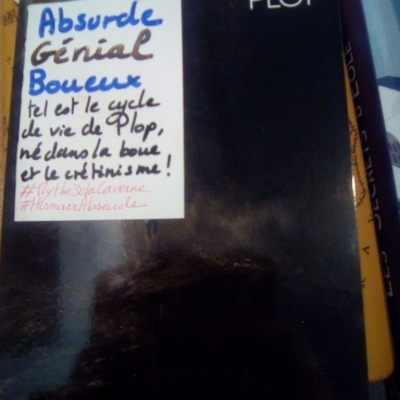 PLOP
Absurde
Génial
Boueux
tel est le cycle
de vie de Plop,
né dans la boue
et le crétinisme !
#MytheDelaCaverne
#HumourAbsurde
LES SECRETS D'ÉOLE